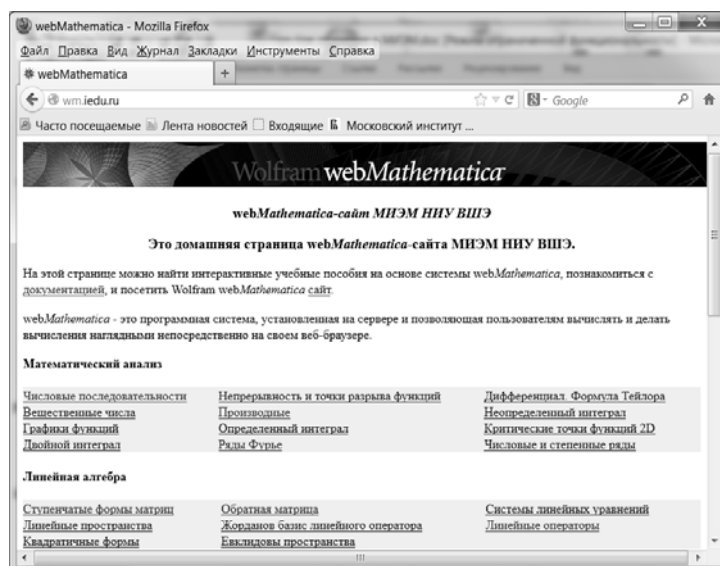 webMathematica - Mozilla Firefox
Файл Правка Вид Журнал Закладки Инструменты Справка
webMathematica
wm.iedu.ru
Google
Часто посещаемые Лента новостей Входящие Московский институт ...
Wolfram webMathematica
webMathematica-сайт МИЭМ НИУ ВШЭ
Это домашняя страница webMathematica-сайта МИЭМ НИУ ВШЭ.
На этой странице можно найти интерактивные учебные пособия на основе системы webMathematica, познакомиться с
документацией, и посетить Wolfram webMathematica сайт.
webMathematica - это программная система, установленная на сервере и позволяющая пользователям вычислять и делать
вычисления наглядными непосредственно на своем веб-браузере.
Математический анализ
Числовые последовательности Непрерывность и точки разрыва функций Дифференциал. Формула Тейлора
Вещественные числа Производные Неопределенный интеграл
Графики функций Определенный интеграл Критические точки функций 2D
Двойной интеграл Ряды Фурье Числовые и степенные ряды
Линейная алгебра
Ступенчатые формы матриц Обратная матрица Системы линейных уравнений
Линейные пространства Жорданов базис линейного оператора Линейные операторы
Квадратичные формы Евклидовы пространства